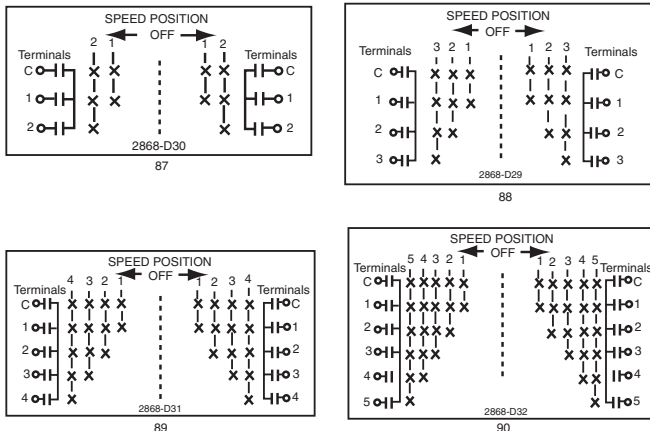 SPEED POSITION
OFF
2 1 1 2
Terminals Terminals
C C
1 1
2 2
2868-D30
87
SPEED POSITION
OFF
3 2 1 1 2 3
Terminals Terminals
C C
1 1
2 2
3 3
2868-D29
88
SPEED POSITION
OFF
4 3 2 1 1 2 3 4
Terminals Terminals
C C
1 1
2 2
3 3
4 4
2868-D31
89
SPEED POSITION
OFF
5 4 3 2 1 1 2 3 4 5
Terminals Terminals
C C
1 1
2 2
3 3
4 4
5 5
2868-D32
90